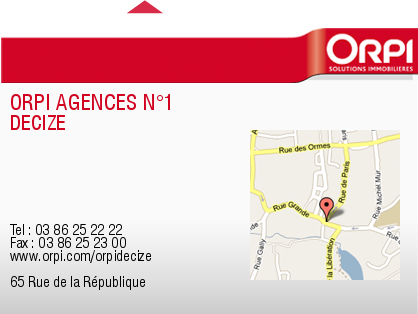 ORPI
SOLUTIONS IMMOBILIÈRES
ORPI AGENCES N°1
DECIZE
Rue des Ormes
Rue de Paris
Rue Michel Mur
Rue Grande
Rue Gally
la Libération
Tel : 03 86 25 22 22
Fax : 03 86 25 23 00
www.orpi.com/orpidecize
65 Rue de la République